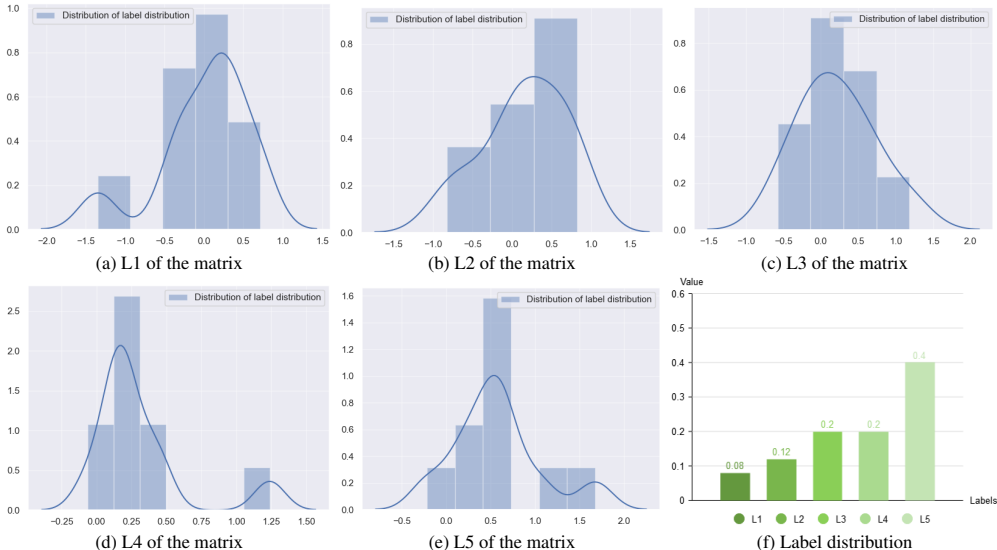 Distribution of label distribution
1.0
0.8
0.6
0.4
0.2
0.0
−2.0 −1.5 −1.0 −0.5 0.0 0.5 1.0 1.5
(a) L1 of the matrix
Distribution of label distribution
0.8
0.6
0.4
0.2
0.0
−1.5 −1.0 −0.5 0.0 0.5 1.0 1.5
(b) L2 of the matrix
Distribution of label distribution
0.8
0.6
0.4
0.2
0.0
−1.5 −1.0 −0.5 0.0 0.5 1.0 1.5 2.0
(c) L3 of the matrix
Distribution of label distribution
2.5
2.0
1.5
1.0
0.5
0.0
−0.25 0.00 0.25 0.50 0.75 1.00 1.25 1.50
(d) L4 of the matrix
Distribution of label distribution
1.6
1.4
1.2
1.0
0.8
0.6
0.4
0.2
0.0
−0.5 0.0 0.5 1.0 1.5 2.0
(e) L5 of the matrix
Value
0.6
0.5
0.4
0.3
0.2
0.1
0
0.08 0.12 0.2 0.2 0.4
Labels
L1 L2 L3 L4 L5
(f) Label distribution